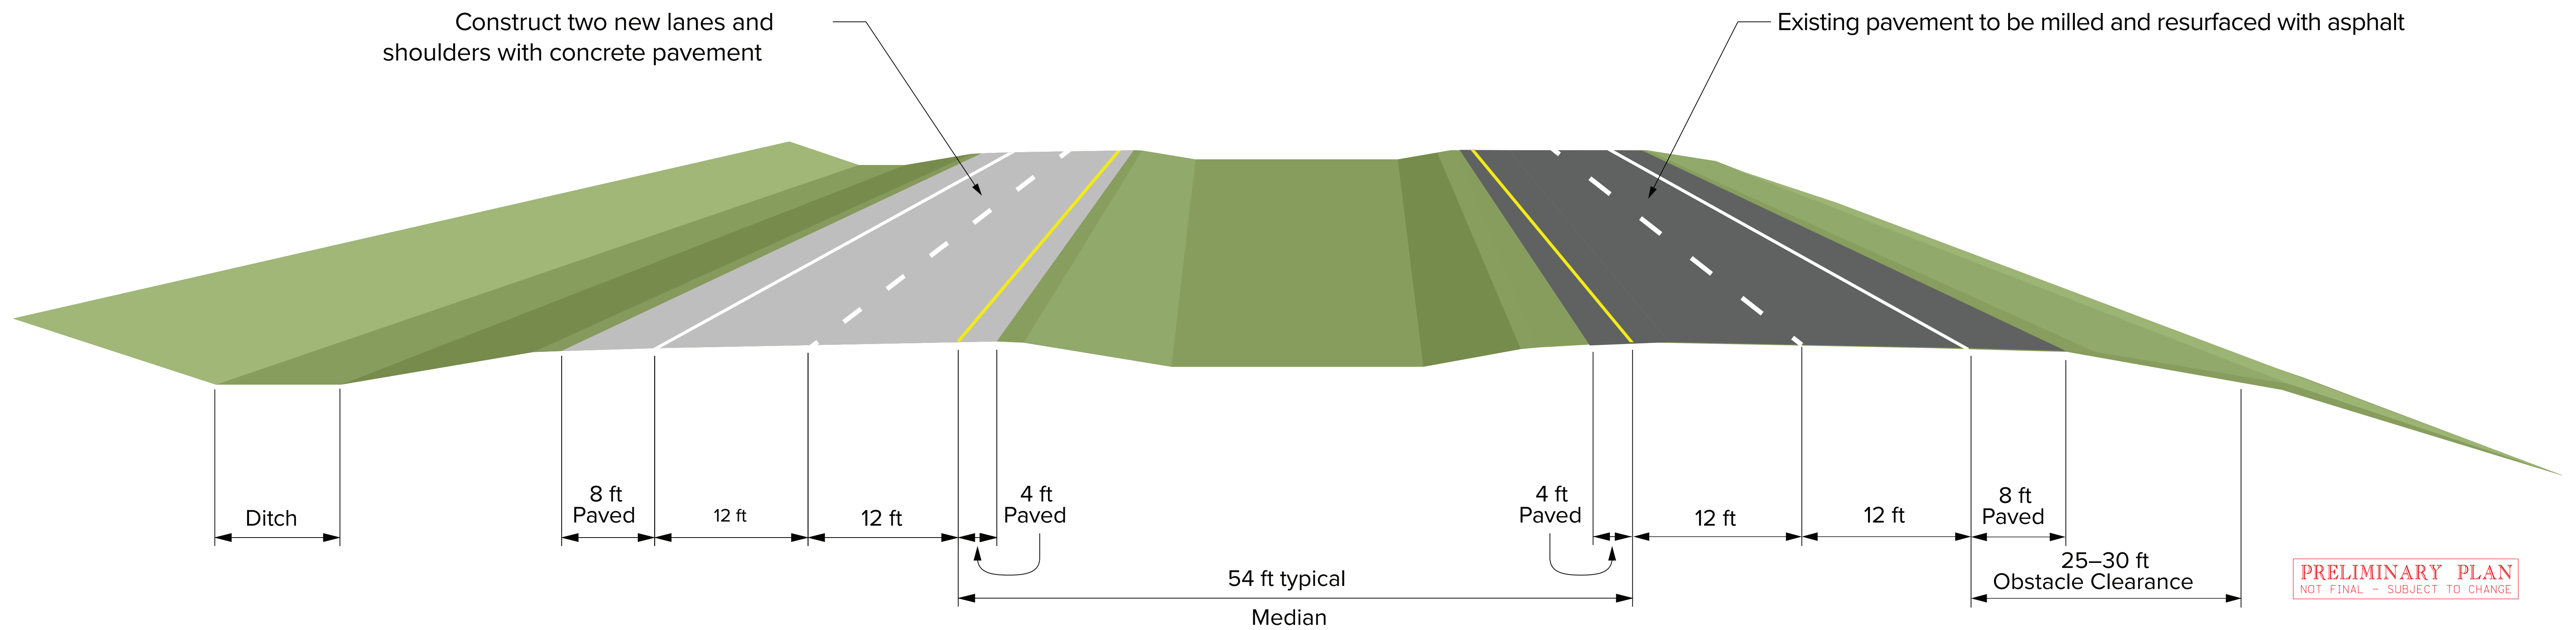 Construct two new lanes and
shoulders with concrete pavement
Existing pavement to be milled and resurfaced with asphalt
Ditch
8 ft
Paved
12 ft
12 ft
4 ft
Paved
54 ft typical
Median
4 ft
Paved
12 ft
12 ft
8 ft
Paved
25–30 ft
Obstacle Clearance
PRELIMINARY PLAN
NOT FINAL – SUBJECT TO CHANGE